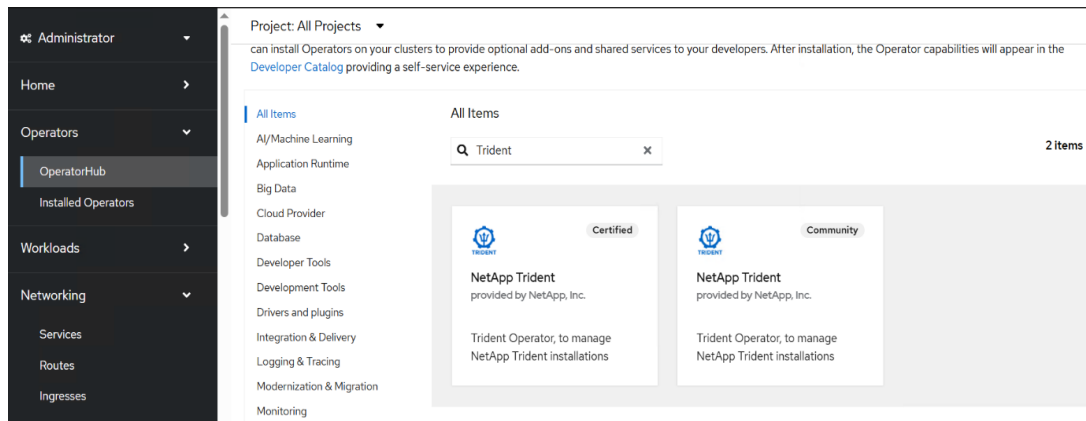 Administrator
Home
Operators
OperatorHub
Installed Operators
Workloads
Networking
Services
Routes
Ingresses
Project: All Projects
can install Operators on your clusters to provide optional add-ons and shared services to your developers. After installation, the Operator capabilities will appear in the
Developer Catalog providing a self-service experience.
All Items
AI/Machine Learning
Application Runtime
Big Data
Cloud Provider
Database
Developer Tools
Development Tools
Drivers and plugins
Integration & Delivery
Logging & Tracing
Modernization & Migration
Monitoring
All Items
Trident
2 items
TRIDENT
Certified
NetApp Trident
provided by NetApp, Inc.
Trident Operator, to manage
NetApp Trident installations
TRIDENT
Community
NetApp Trident
provided by NetApp, Inc.
Trident Operator, to manage
NetApp Trident installations